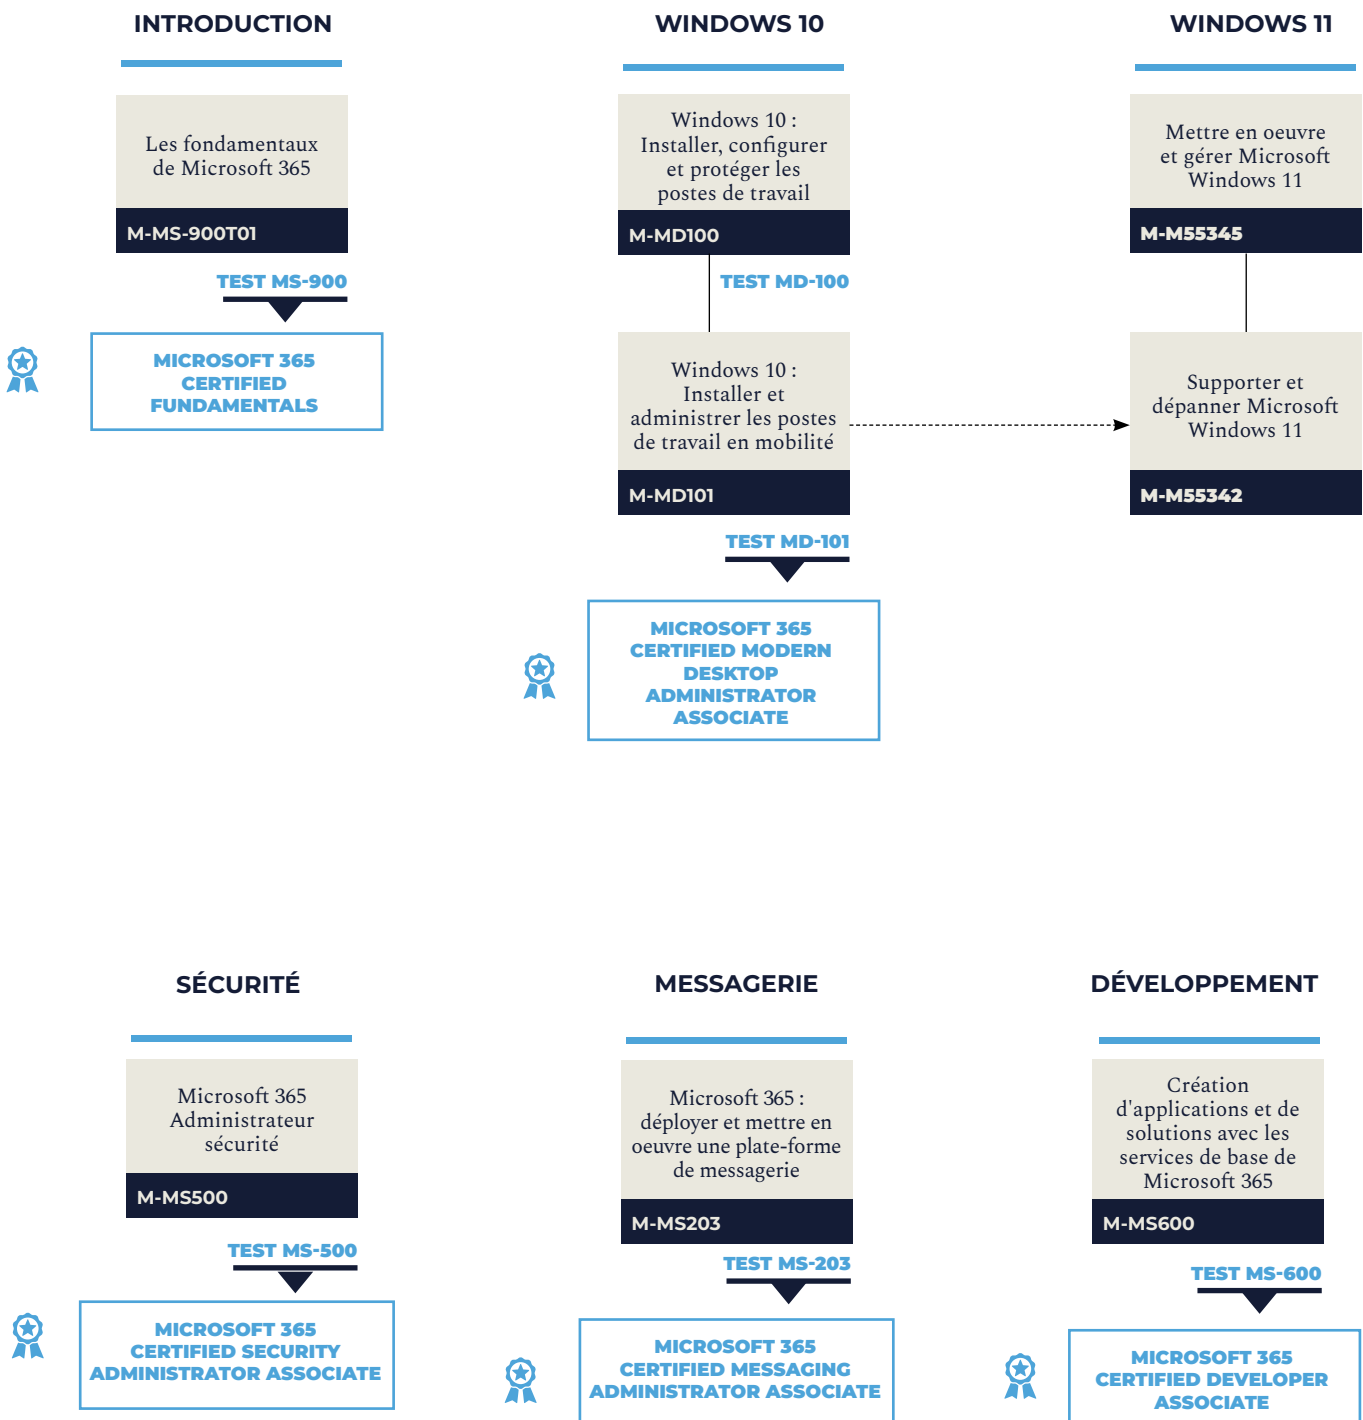 INTRODUCTION
Les fondamentaux
de Microsoft 365
M-MS-900T01
TEST MS-900
MICROSOFT 365
CERTIFIED
FUNDAMENTALS
WINDOWS 10
Windows 10 :
Installer, configurer
et protéger les
postes de travail
M-MD100
TEST MD-100
Windows 10 :
Installer et
administrer les postes
de travail en mobilité
M-MD101
TEST MD-101
MICROSOFT 365
CERTIFIED MODERN
DESKTOP
ADMINISTRATOR
ASSOCIATE
WINDOWS 11
Mettre en oeuvre
et gérer Microsoft
Windows 11
M-M55345
Supporter et
dépanner Microsoft
Windows 11
M-M55342
SÉCURITÉ
Microsoft 365
Administrateur
sécurité
M-MS500
TEST MS-500
MICROSOFT 365
CERTIFIED SECURITY
ADMINISTRATOR ASSOCIATE
MESSAGERIE
Microsoft 365 :
déployer et mettre en
oeuvre une plate-forme
de messagerie
M-MS203
TEST MS-203
MICROSOFT 365
CERTIFIED MESSAGING
ADMINISTRATOR ASSOCIATE
DÉVELOPPEMENT
Création
d'applications et de
solutions avec les
services de base de
Microsoft 365
M-MS600
TEST MS-600
MICROSOFT 365
CERTIFIED DEVELOPER
ASSOCIATE